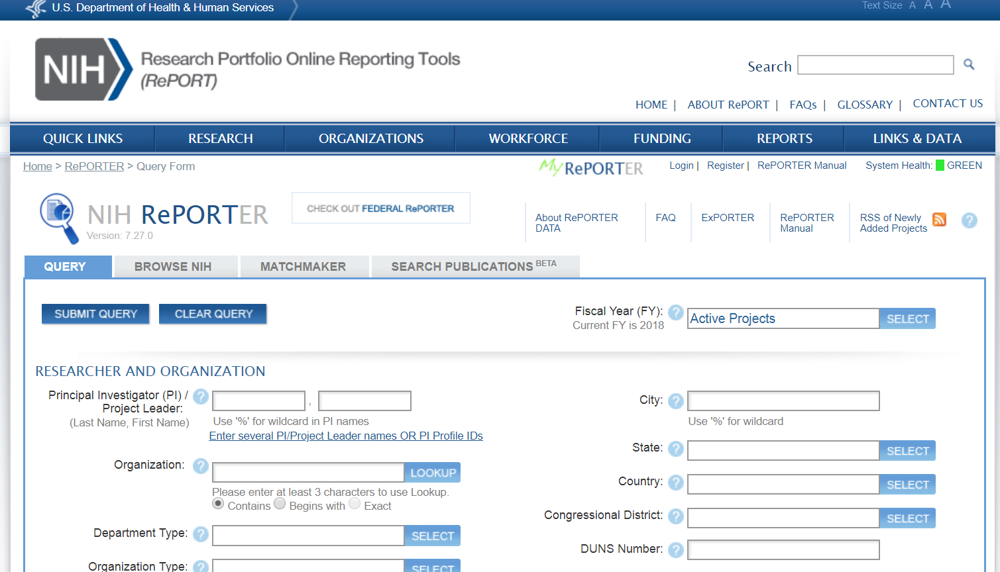 U.S. Department of Health & Human Services
Text Size A A A
NIH
Research Portfolio Online Reporting Tools
(RePORT)
Search
HOME | ABOUT RePORT | FAQs | GLOSSARY | CONTACT US
QUICK LINKS RESEARCH ORGANIZATIONS WORKFORCE FUNDING REPORTS LINKS & DATA
Home > RePORTER > Query Form
My RePORTER
Login | Register | RePORTER Manual System Health: GREEN
NIH RePORTER
Version: 7.27.0
CHECK OUT FEDERAL RePORTER
About RePORTER
DATA
FAQ
ExPORTER
RePORTER
Manual
RSS of Newly
Added Projects
?
QUERY BROWSE NIH MATCHMAKER SEARCH PUBLICATIONS BETA
SUBMIT QUERY CLEAR QUERY
Fiscal Year (FY): ? Active Projects SELECT
Current FY is 2018
RESEARCHER AND ORGANIZATION
Principal Investigator (PI) / ?
Project Leader: ,
(Last Name, First Name)
Use '%' for wildcard in PI names
Enter several PI/Project Leader names OR PI Profile IDs
Organization: ? LOOKUP
Please enter at least 3 characters to use Lookup.
Contains Begins with Exact
Department Type: ? SELECT
Organization Type: ? SELECT
City: ?
Use '%' for wildcard
State: ? SELECT
Country: ? SELECT
Congressional District: ? SELECT
DUNS Number: ?